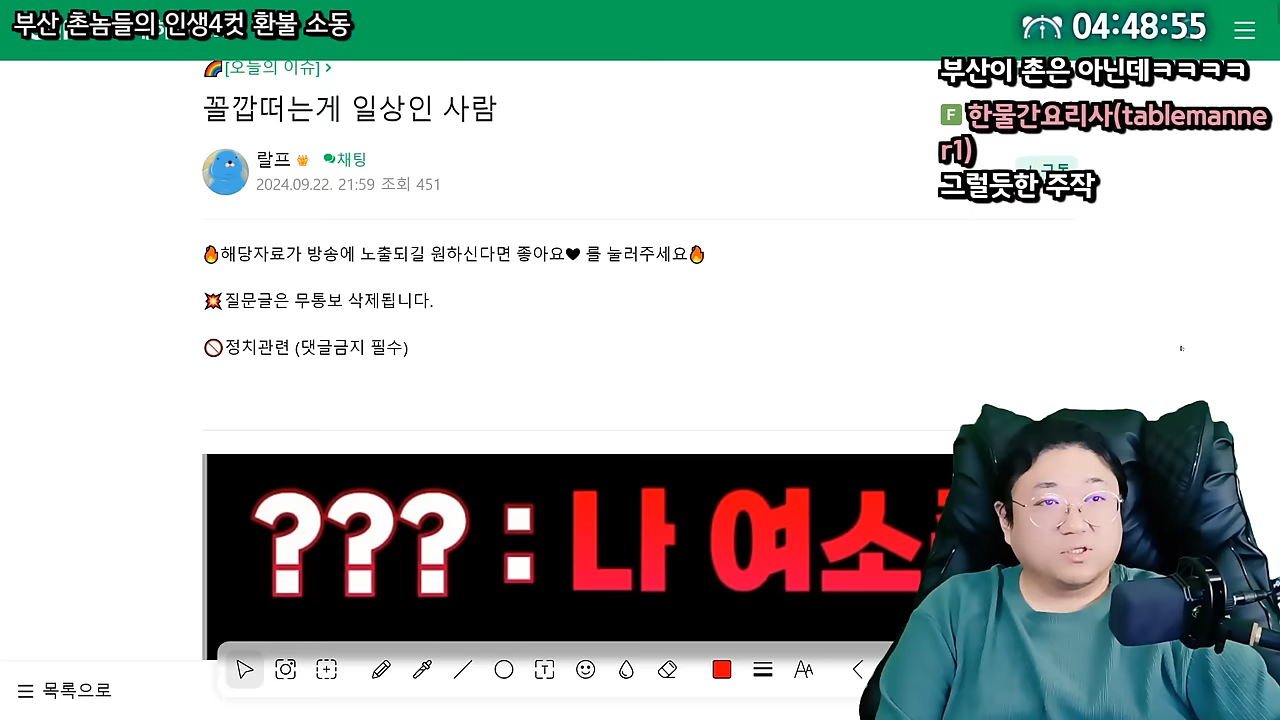 부산 촌놈들의 인생4컷 환불 소동
04:48:55
부산이 촌은 아닌데ㅋㅋㅋㅋ
F 한물간요리사(tablemanne
r1)
그럴듯한 주작
[오늘의 이슈] >
꼴깝떠는게 일상인 사람
랄프 채팅
2024.09.22. 21:59 조회 451
해당자료가 방송에 노출되길 원하신다면 좋아요🖤 를 눌러주세요
질문글은 무통보 삭제됩니다.
정치관련 (댓글금지 필수)
??? : 나 여소
목록으로
T
AA